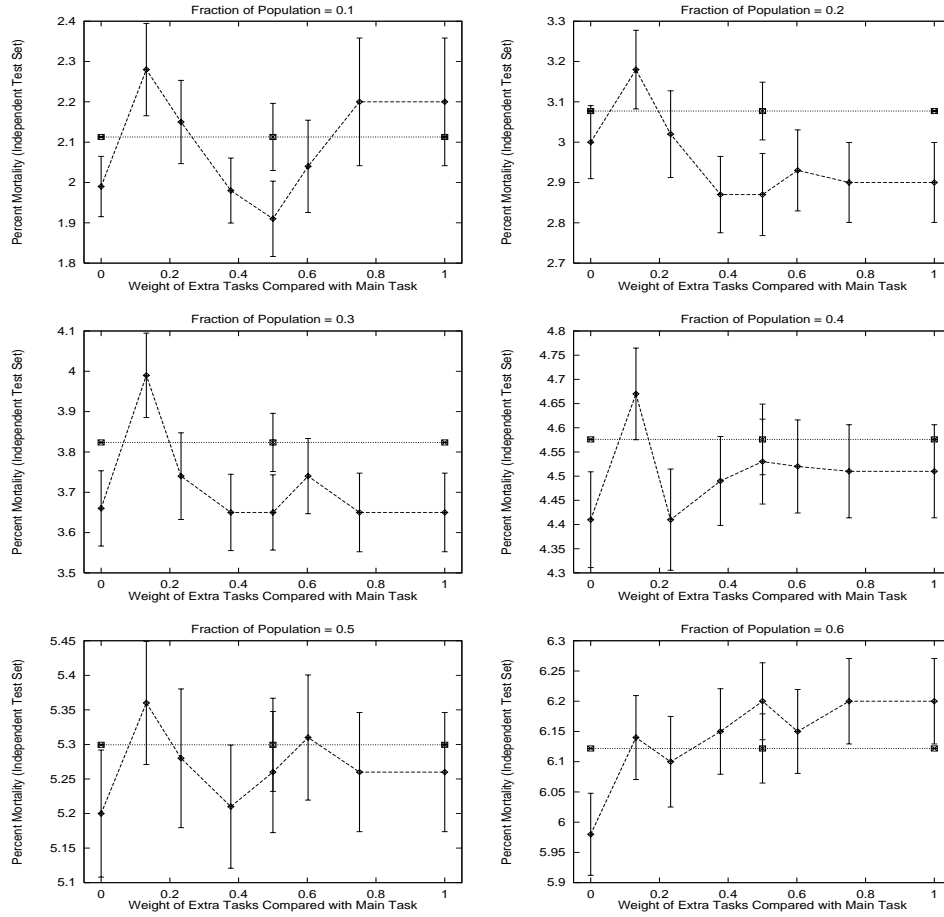 Fraction of Population = 0.1
Percent Mortality (Independent Test Set)
2.4
2.3
2.2
2.1
2
1.9
1.8
0 0.2 0.4 0.6 0.8 1
Weight of Extra Tasks Compared with Main Task
Fraction of Population = 0.2
Percent Mortality (Independent Test Set)
3.3
3.2
3.1
3
2.9
2.8
2.7
0 0.2 0.4 0.6 0.8 1
Weight of Extra Tasks Compared with Main Task
Fraction of Population = 0.3
Percent Mortality (Independent Test Set)
4.1
4
3.9
3.8
3.7
3.6
3.5
0 0.2 0.4 0.6 0.8 1
Weight of Extra Tasks Compared with Main Task
Fraction of Population = 0.4
Percent Mortality (Independent Test Set)
4.8
4.75
4.7
4.65
4.6
4.55
4.5
4.45
4.4
4.35
4.3
0 0.2 0.4 0.6 0.8 1
Weight of Extra Tasks Compared with Main Task
Fraction of Population = 0.5
Percent Mortality (Independent Test Set)
5.45
5.4
5.35
5.3
5.25
5.2
5.15
5.1
0 0.2 0.4 0.6 0.8 1
Weight of Extra Tasks Compared with Main Task
Fraction of Population = 0.6
Percent Mortality (Independent Test Set)
6.3
6.25
6.2
6.15
6.1
6.05
6
5.95
5.9
0 0.2 0.4 0.6 0.8 1
Weight of Extra Tasks Compared with Main Task